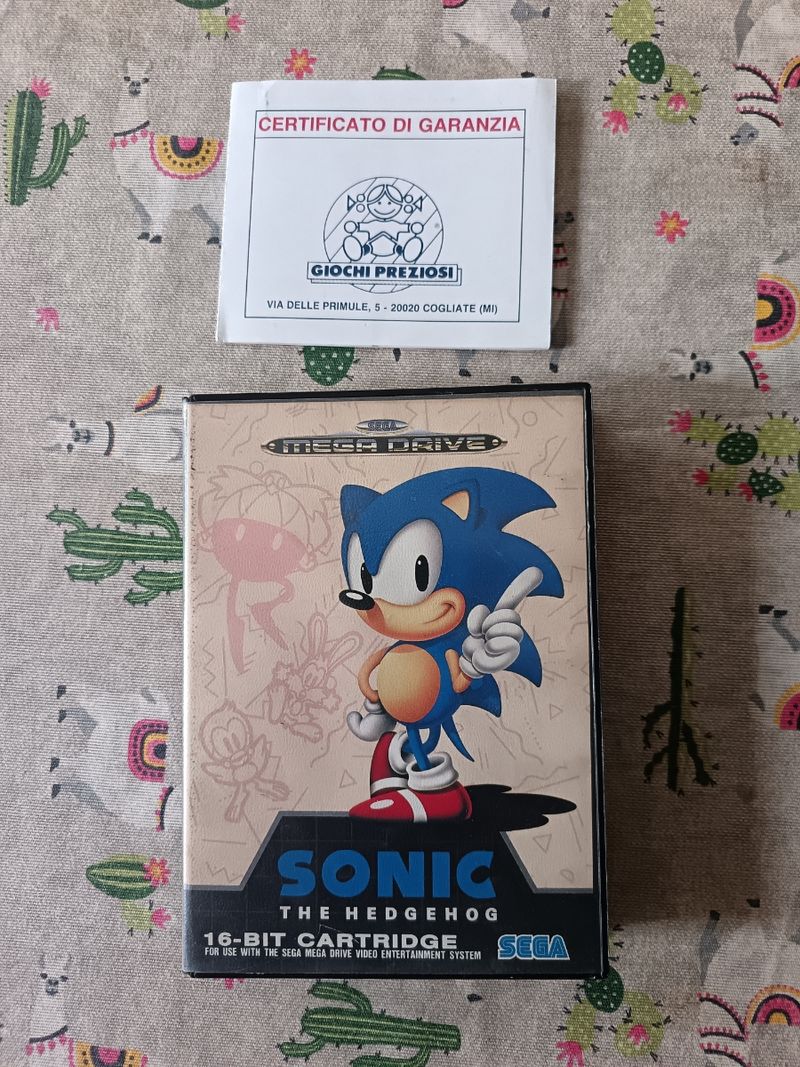 CERTIFICATO DI GARANZIA
GIOCHI PREZIOSI
VIA DELLE PRIMULE, 5 - 20020 COGLIATE (MI)
SEGA
MEGA DRIVE
SONIC
THE HEDGEHOG
16-BIT CARTRIDGE
FOR USE WITH THE SEGA MEGA DRIVE VIDEO ENTERTAINMENT SYSTEM
SEGA